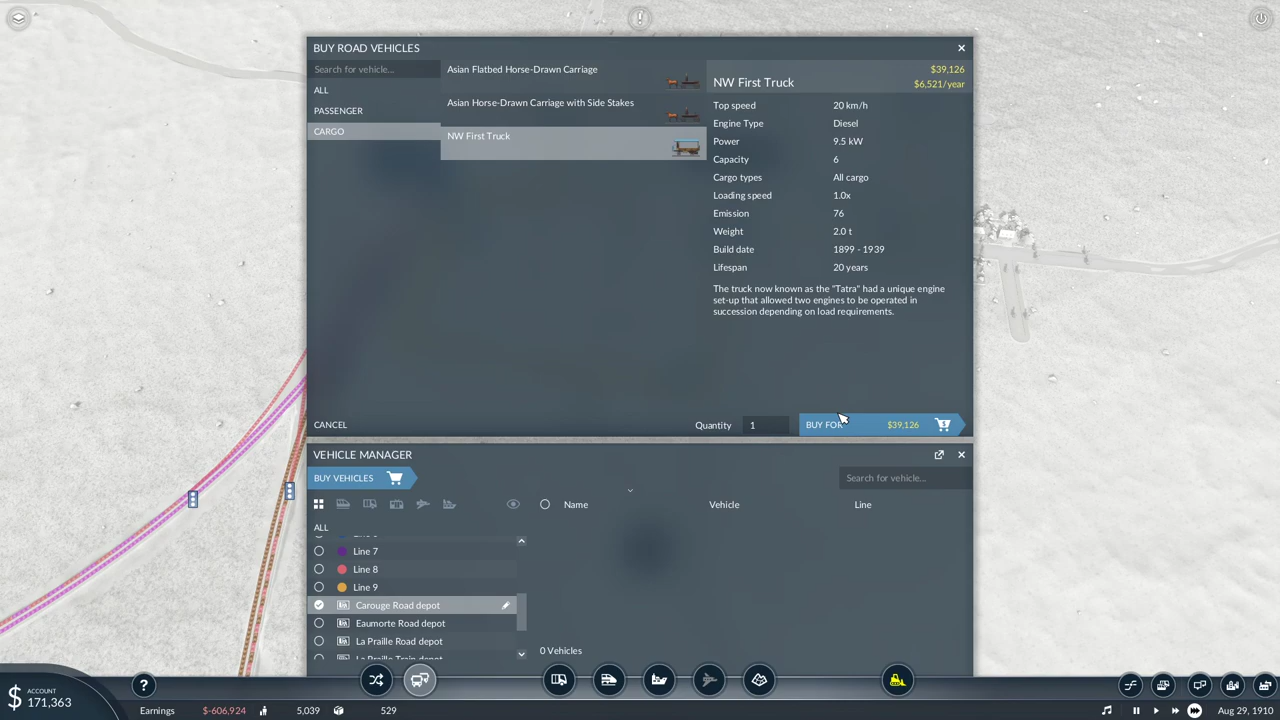 BUY ROAD VEHICLES
Search for vehicle...
ALL
PASSENGER
CARGO
Asian Flatbed Horse-Drawn Carriage
Asian Horse-Drawn Carriage with Side Stakes
NW First Truck
NW First Truck
$39,126
$6,521/year
Top speed 20 km/h
Engine Type Diesel
Power 9.5 kW
Capacity 6
Cargo types All cargo
Loading speed 1.0x
Emission 76
Weight 2.0 t
Build date 1899 - 1939
Lifespan 20 years
The truck now known as the "Tatra" had a unique engine
set-up that allowed two engines to be operated in
succession depending on load requirements.
CANCEL
Quantity 1
BUY FOR $39,126
VEHICLE MANAGER
BUY VEHICLES
Search for vehicle...
Name Vehicle Line
ALL
Line 7
Line 8
Line 9
Carouge Road depot
Eaumorte Road depot
La Praille Road depot
La Praille Train depot
0 Vehicles
$ ACCOUNT
171,363
?
Earnings $-606,924 5,039 529
Aug 29, 1910